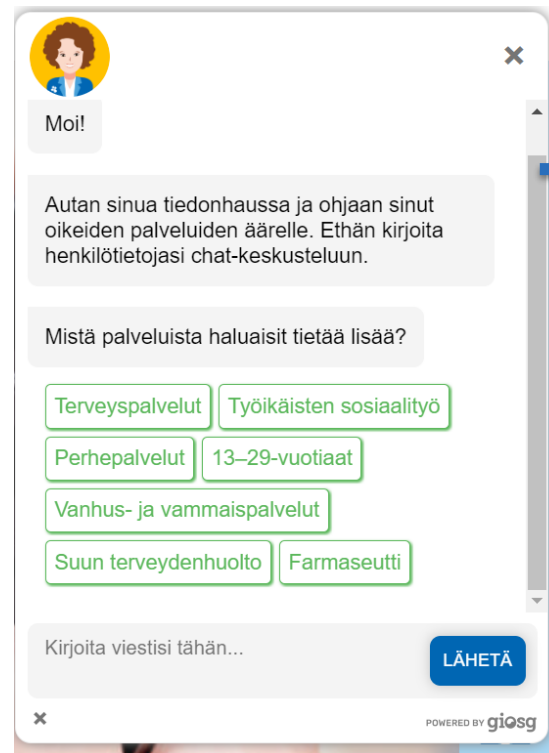 Moi!
Autan sinua tiedonhaussa ja ohjaan sinut
oikeiden palveluiden äärelle. Ethän kirjoita
henkilötietojasi chat-keskusteluun.
Mistä palveluista haluaisit tietää lisää?
Terveyspalvelut Työikäisten sosiaalityö
Perhepalvelut 13–29-vuotiaat
Vanhus- ja vammaispalvelut
Suun terveydenhuolto Farmaseutti
Kirjoita viestisi tähän...
LÄHETÄ
POWERED BY giosg